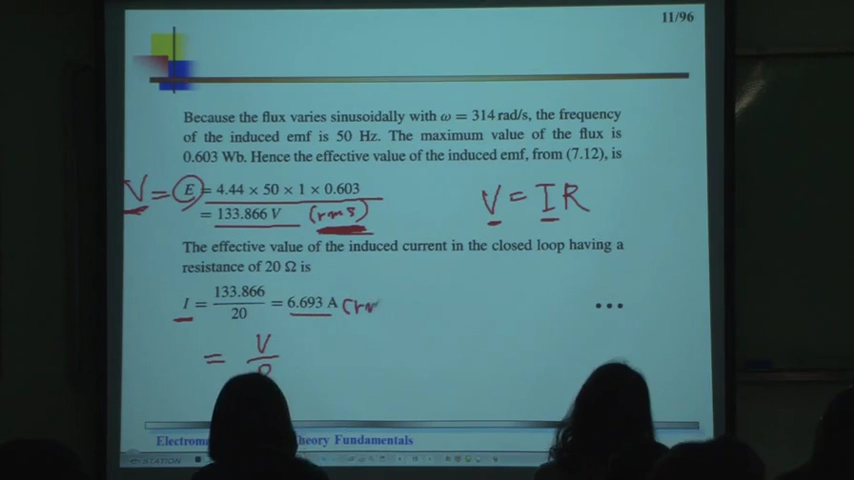 11/96
Because the flux varies sinusoidally with ω = 314 rad/s, the frequency
of the induced emf is 50 Hz. The maximum value of the flux is
0.603 Wb. Hence the effective value of the induced emf, from (7.12), is
V = E = 4.44 × 50 × 1 × 0.603
= 133.866 V (rms)
V = IR
The effective value of the induced current in the closed loop having a
resistance of 20 Ω is
I = 133.866 / 20 = 6.693 A (rm
•••
= V
Theory Fundamentals
STATION